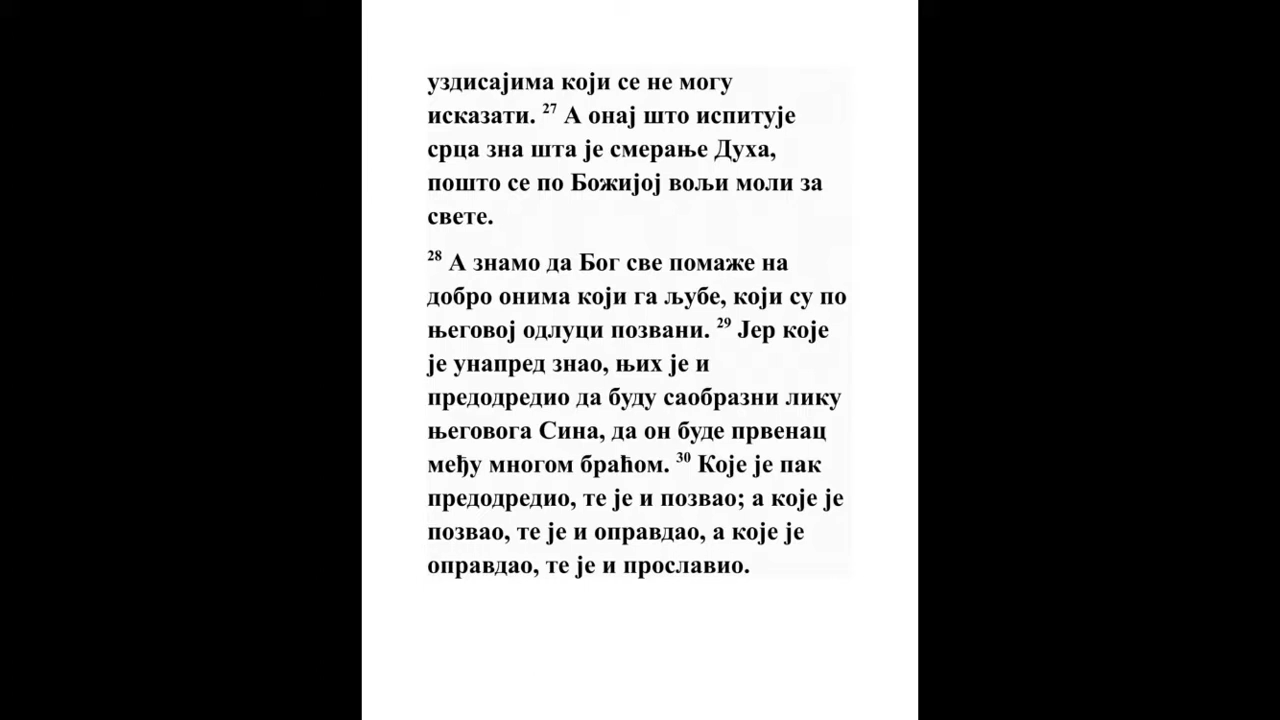 уздисајима који се не могу
исказати. 27 А онај што испитује
срца зна шта је смерање Духа,
пошто се по Божијој вољи моли за
свете.
28 А знамо да Бог све помаже на
добро онима који га љубе, који су по
његовој одлуци позвани. 29 Јер које
је унапред знао, њих је и
предодредио да буду саобразни лику
његовога Сина, да он буде првенац
међу многом браћом. 30 Које је пак
предодредио, те је и позвао; а које је
позвао, те је и оправдао, а које је
оправдао, те је и прославио.